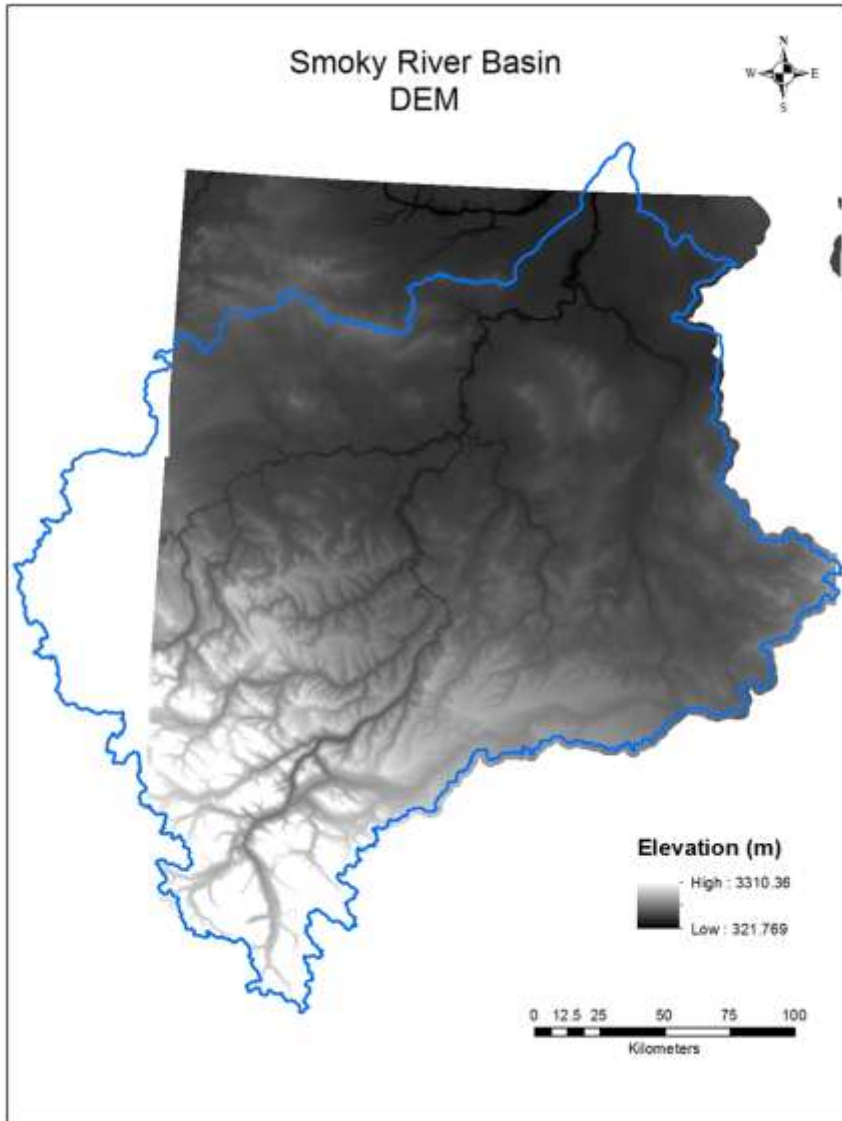 Smoky River Basin
DEM
N
W E
S
Elevation (m)
High : 3310.36
Low : 321.769
0 12.5 25 50 75 100
Kilometers